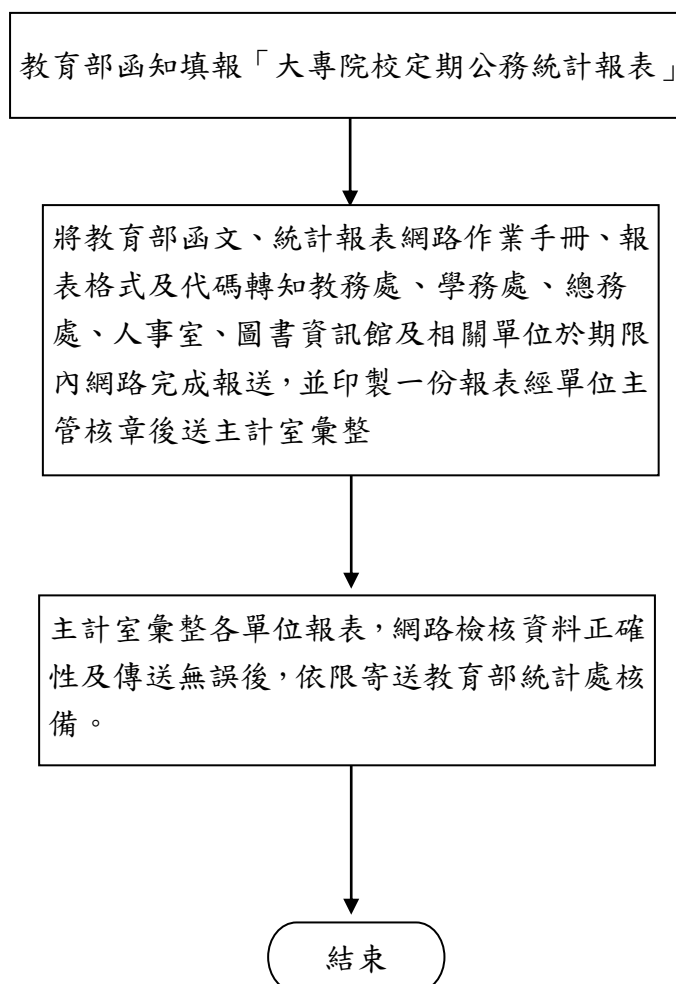 教育部函知填報「大專院校定期公務統計報表」
將教育部函文、統計報表網路作業手冊、報
表格式及代碼轉知教務處、學務處、總務
處、人事室、圖書資訊館及相關單位於期限
內網路完成報送，並印製一份報表經單位主
管核章後送主計室彙整
主計室彙整各單位報表，網路檢核資料正確
性及傳送無誤後，依限寄送教育部統計處核
備。
結束